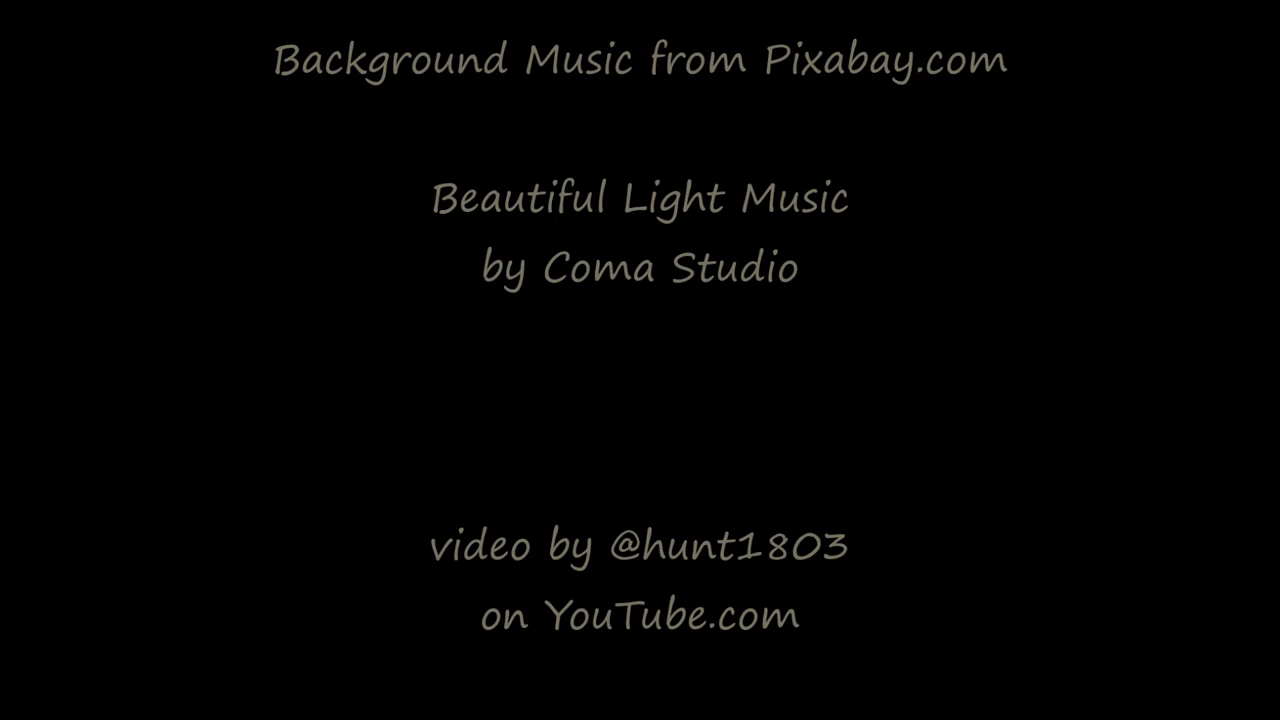 Background Music from Pixabay.com
Beautiful Light Music
by Coma Studio
video by @hunt1803
on YouTube.com